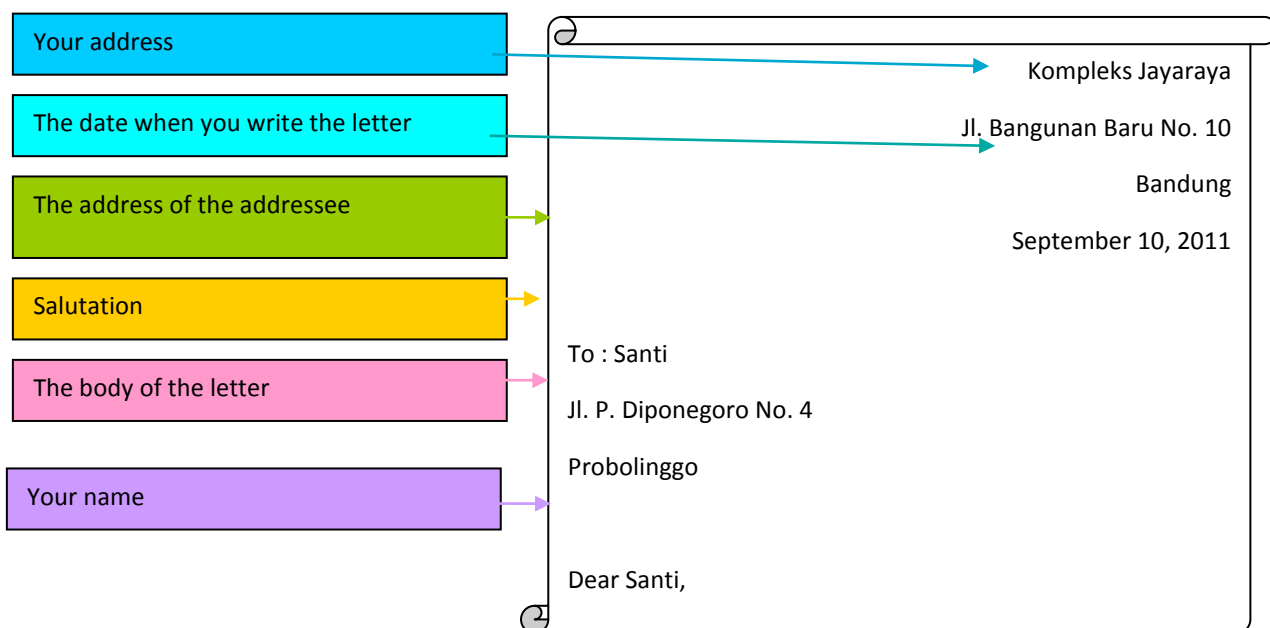 Your address
The date when you write the letter
The address of the addressee
Salutation
The body of the letter
Your name
Kompleks Jayaraya
Jl. Bangunan Baru No. 10
Bandung
September 10, 2011
To : Santi
Jl. P. Diponegoro No. 4
Probolinggo
Dear Santi,